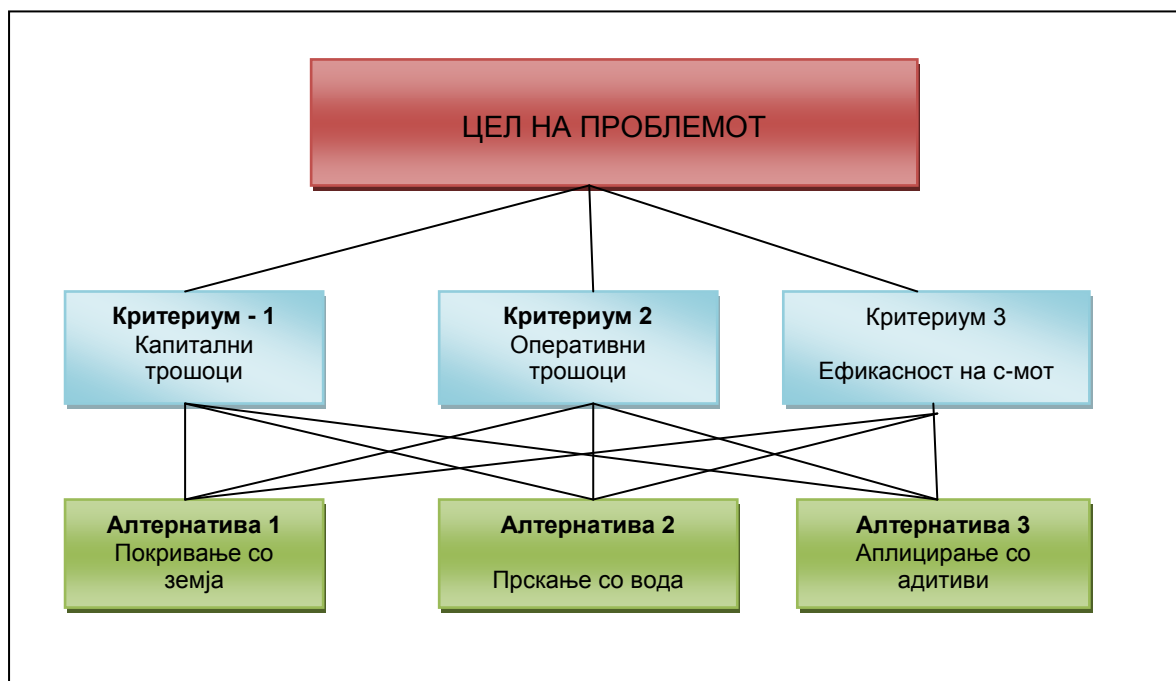 ЦЕЛ НА ПРОБЛЕМОТ
Критериум - 1
Капитални
трошоци
Критериум 2
Оперативни
трошоци
Критериум 3
Ефикасност на с-мот
Алтернатива 1
Покривање со
земја
Алтернатива 2
Прскање со вода
Алтернатива 3
Аплицирање со
адитиви